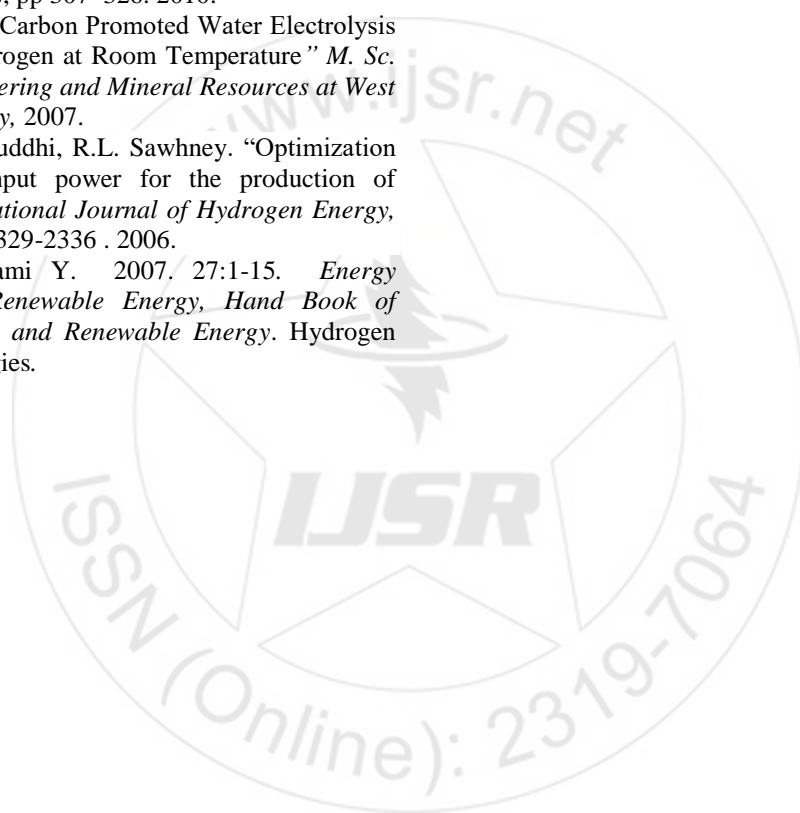 pp 307-328. 2010.
Carbon Promoted Water Electrolysis
rogen at Room Temperature” M. Sc.
ering and Mineral Resources at West
y, 2007.
uddhi, R.L. Sawhney. “Optimization
nput power for the production of
ational Journal of Hydrogen Energy,
329-2336 . 2006.
ami Y. 2007. 27:1-15. Energy
Renewable Energy, Hand Book of
and Renewable Energy. Hydrogen
gies.
www.ijsr.net
IJSR
ISSN (Online): 2319-7064